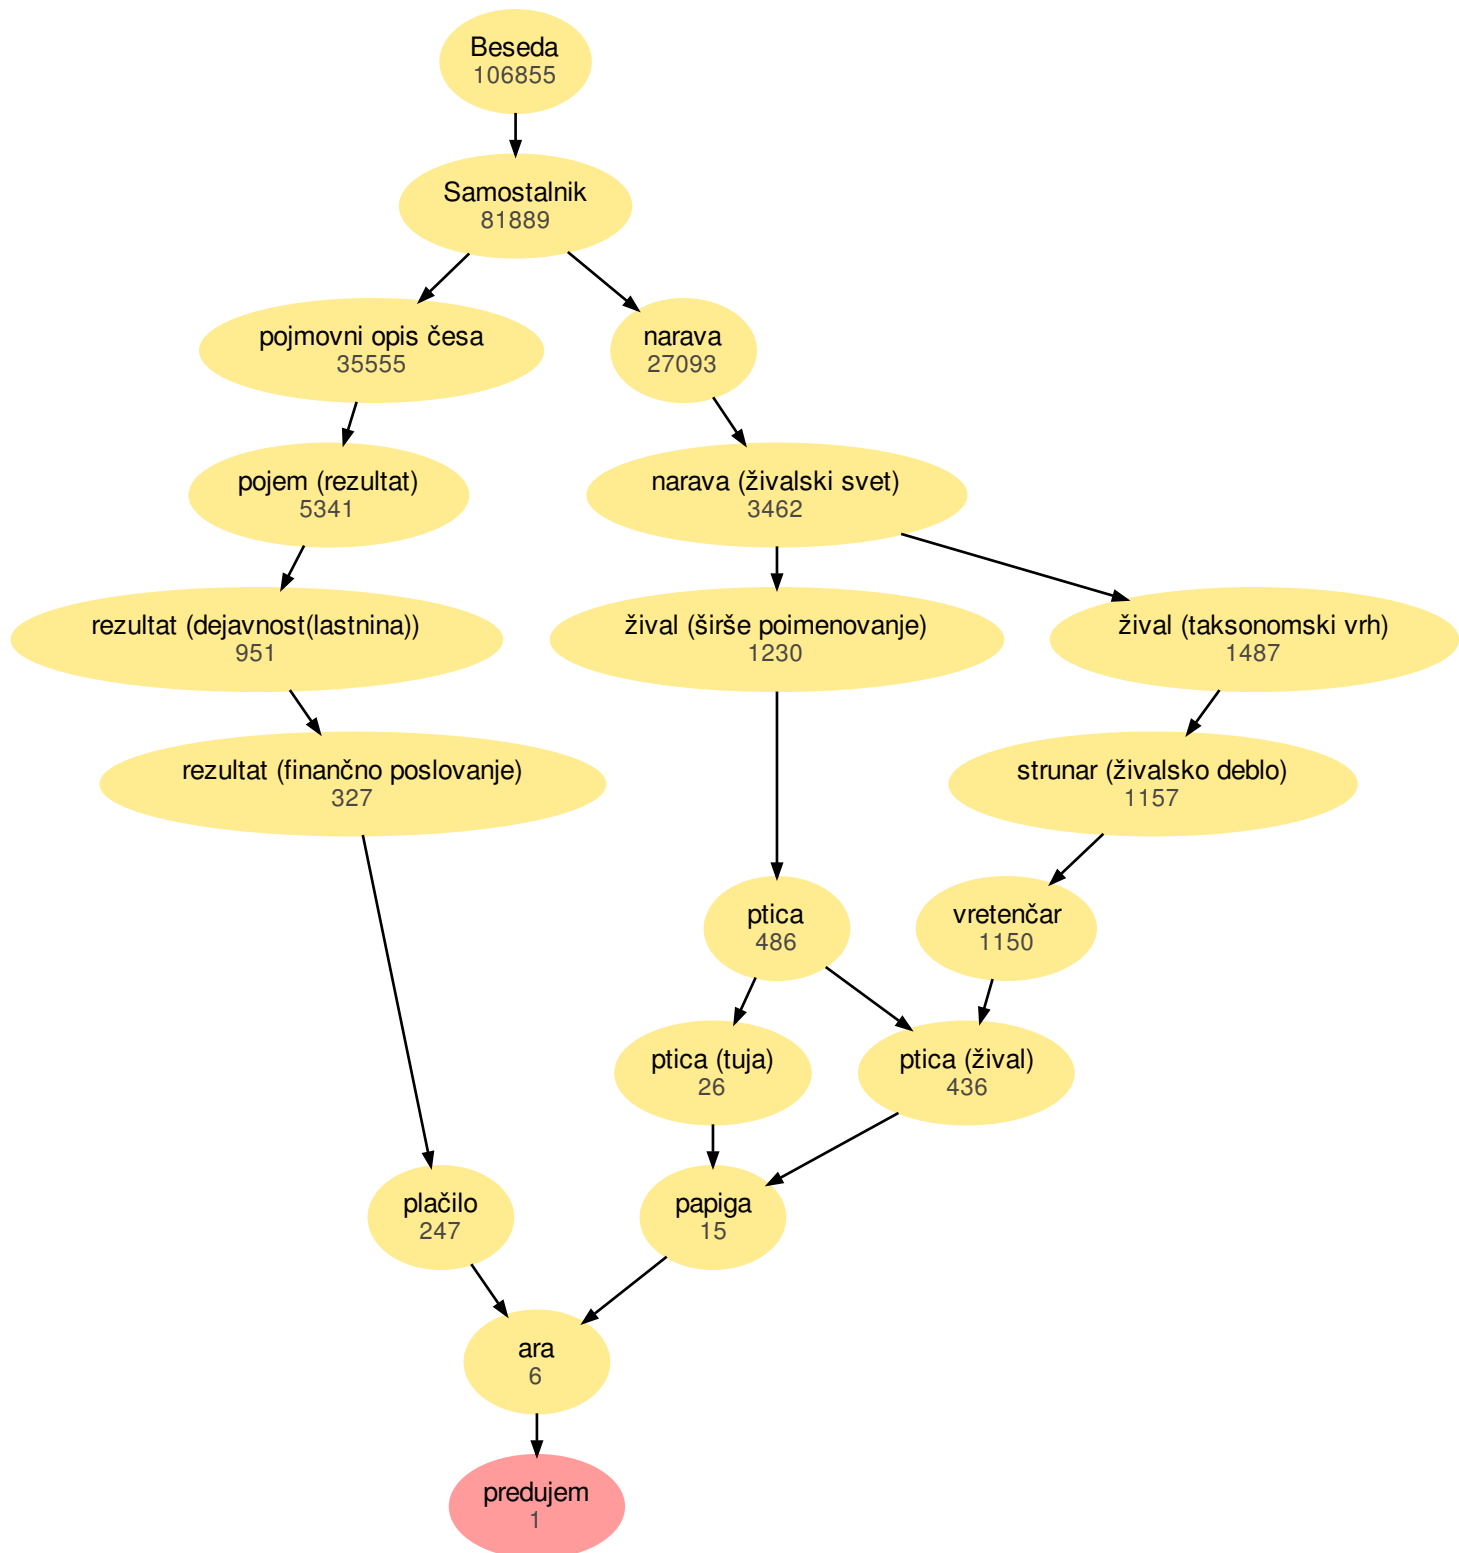 Beseda
106855
Samostalnik
81889
pojmovni opis česa
35555
narava
27093
pojem (rezultat)
5341
narava (živalski svet)
3462
rezultat (dejavnost(lastnina))
951
žival (širše poimenovanje)
1230
žival (taksonomski vrh)
1487
rezultat (finančno poslovanje)
327
strunar (živalsko deblo)
1157
ptica
486
vretenčar
1150
ptica (tuja)
26
ptica (žival)
436
plačilo
247
papiga
15
ara
6
predujem
1